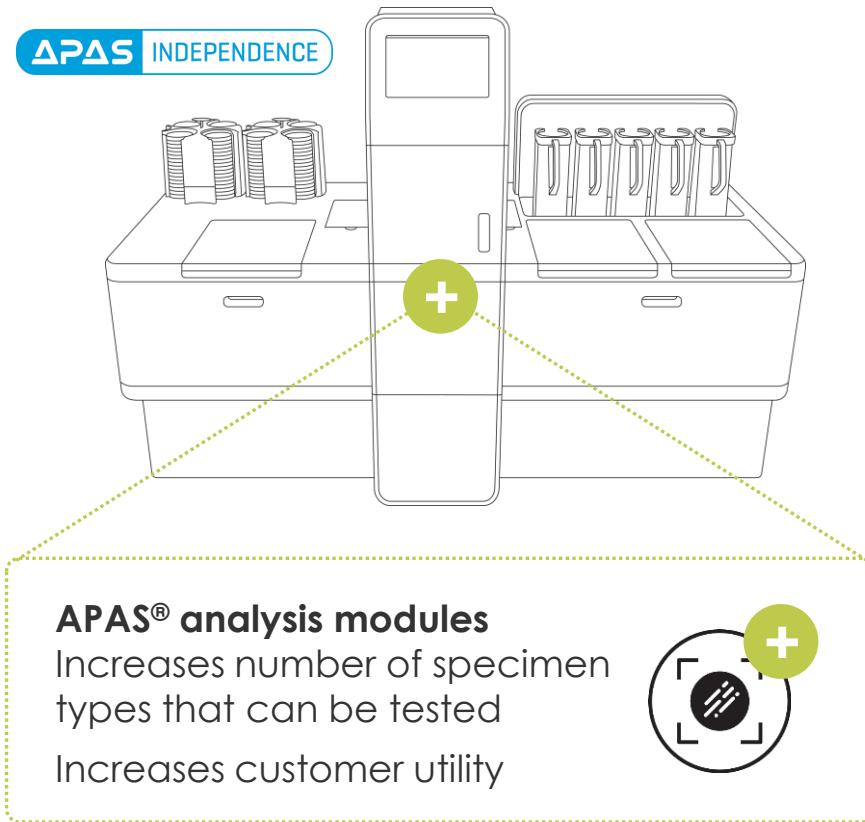 APAS INDEPENDENCE
APAS® analysis modules
Increases number of specimen
types that can be tested
Increases customer utility